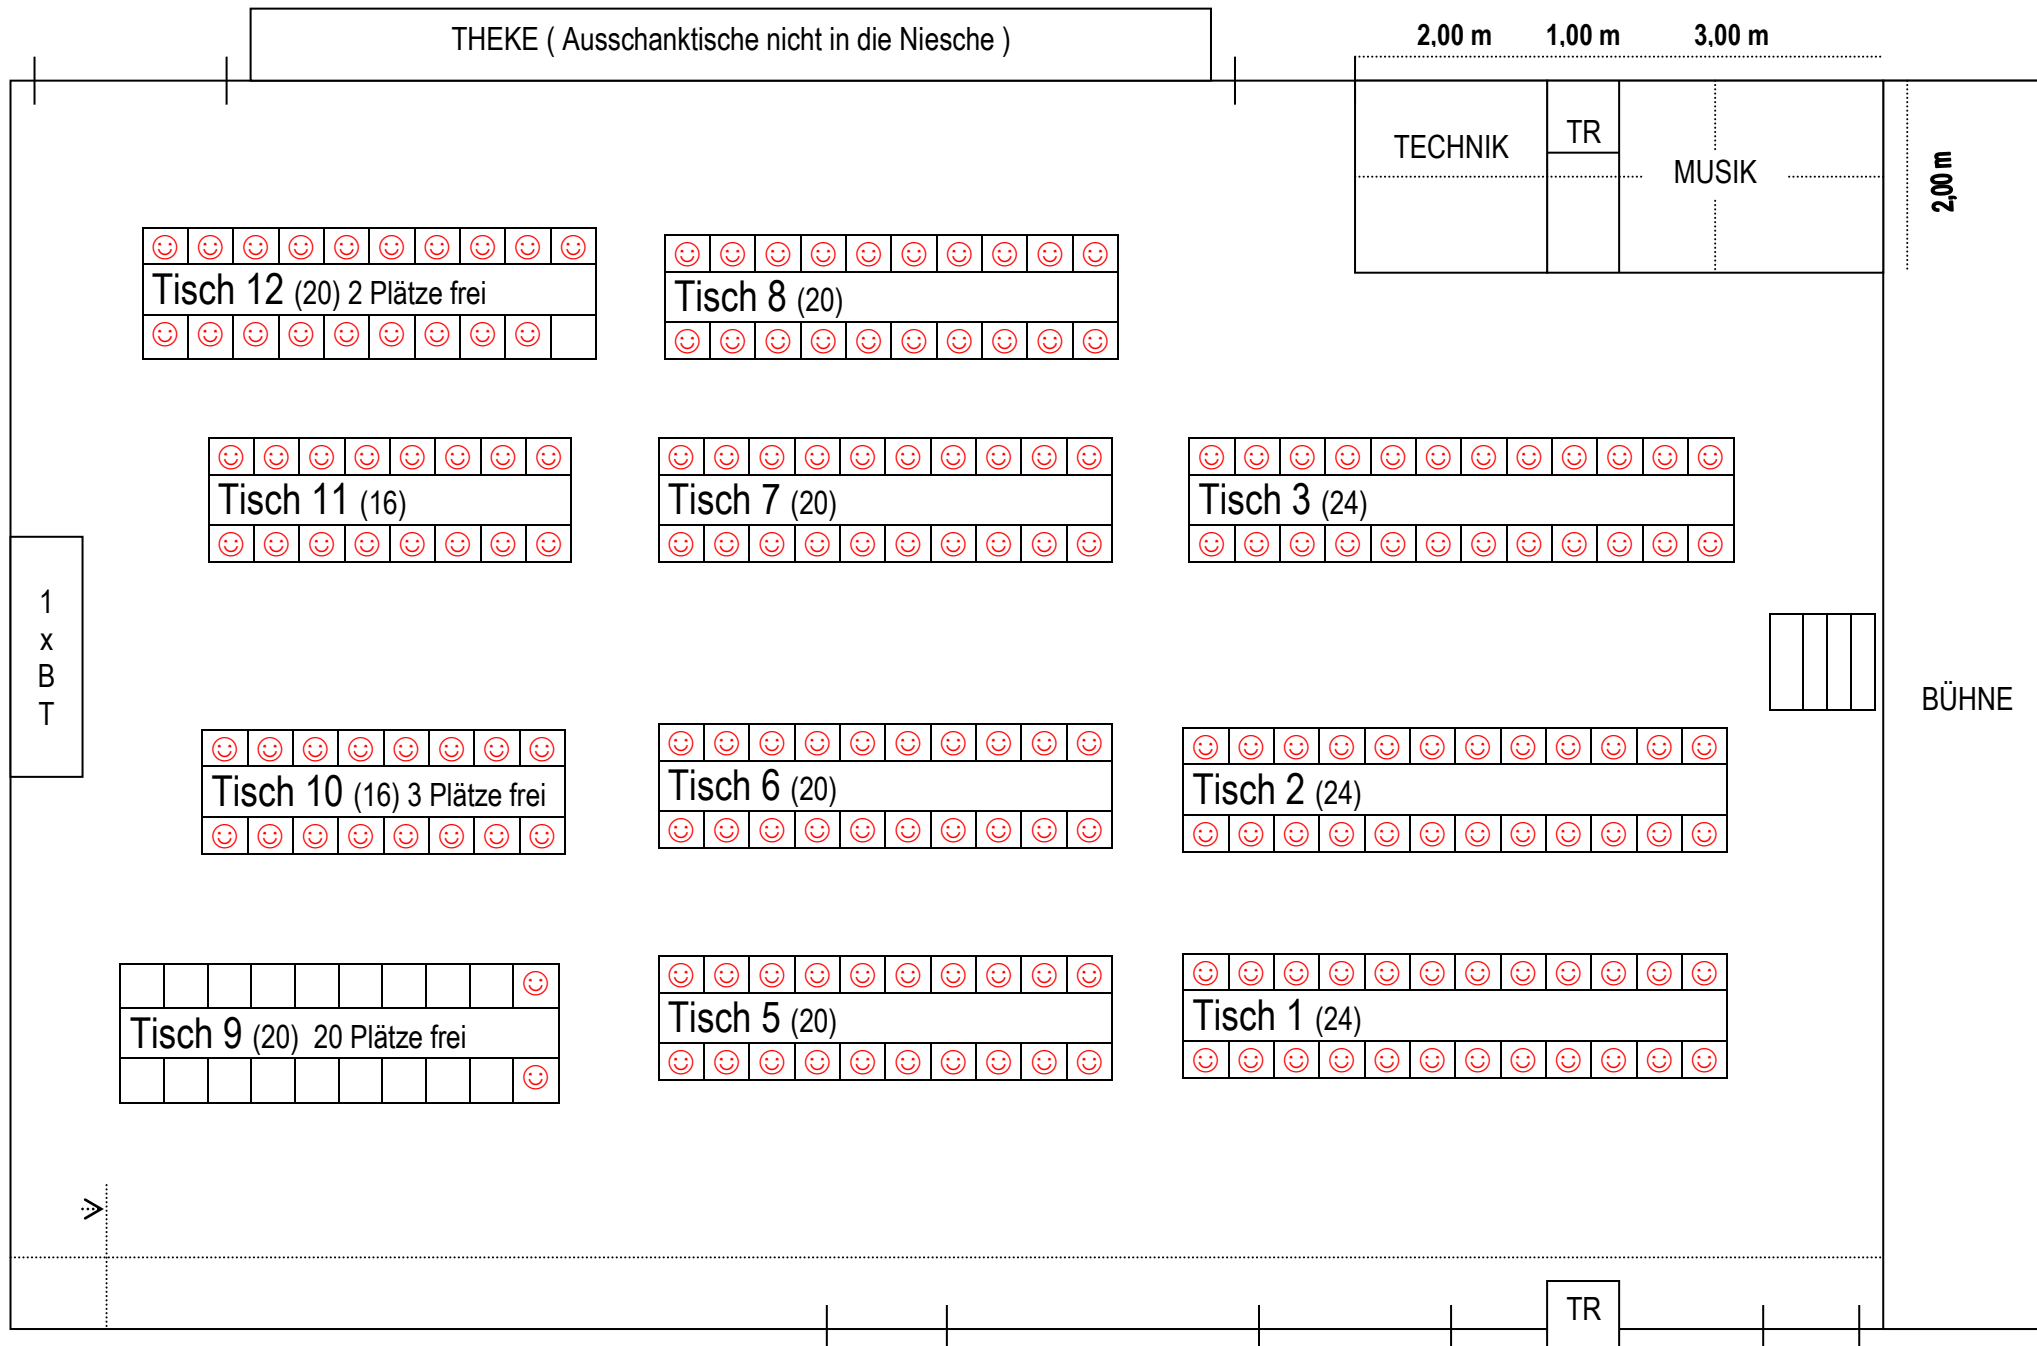 THEKE ( Ausschanktische nicht in die Niesche )
2,00 m 1,00 m 3,00 m
TECHNIK
TR
MUSIK
2,00 m
Tisch 12 (20) 2 Plätze frei
Tisch 8 (20)
Tisch 11 (16)
Tisch 7 (20)
Tisch 3 (24)
1
x
B
T
BÜHNE
Tisch 10 (16) 3 Plätze frei
Tisch 6 (20)
Tisch 2 (24)
Tisch 9 (20) 20 Plätze frei
Tisch 5 (20)
Tisch 1 (24)
TR